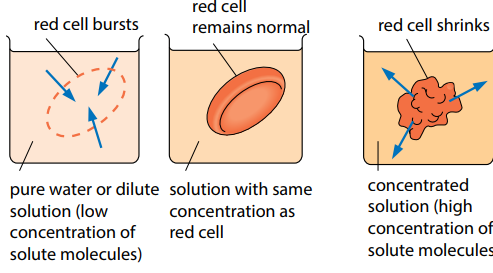 red cell bursts
red cell
remains normal
red cell shrinks
pure water or dilute
solution (low
concentration of
solute molecules)
solution with same
concentration as
red cell
concentrated
solution (high
concentration of
solute molecules